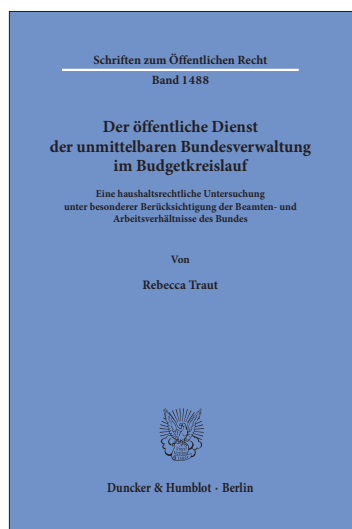 Schriften zum Öffentlichen Recht
Band 1488
Der öffentliche Dienst
der unmittelbaren Bundesverwaltung
im Budgetkreislauf
Eine haushaltsrechtliche Untersuchung
unter besonderer Berücksichtigung der Beamten- und
Arbeitsverhältnisse des Bundes
Von
Rebecca Traut
Duncker & Humblot · Berlin